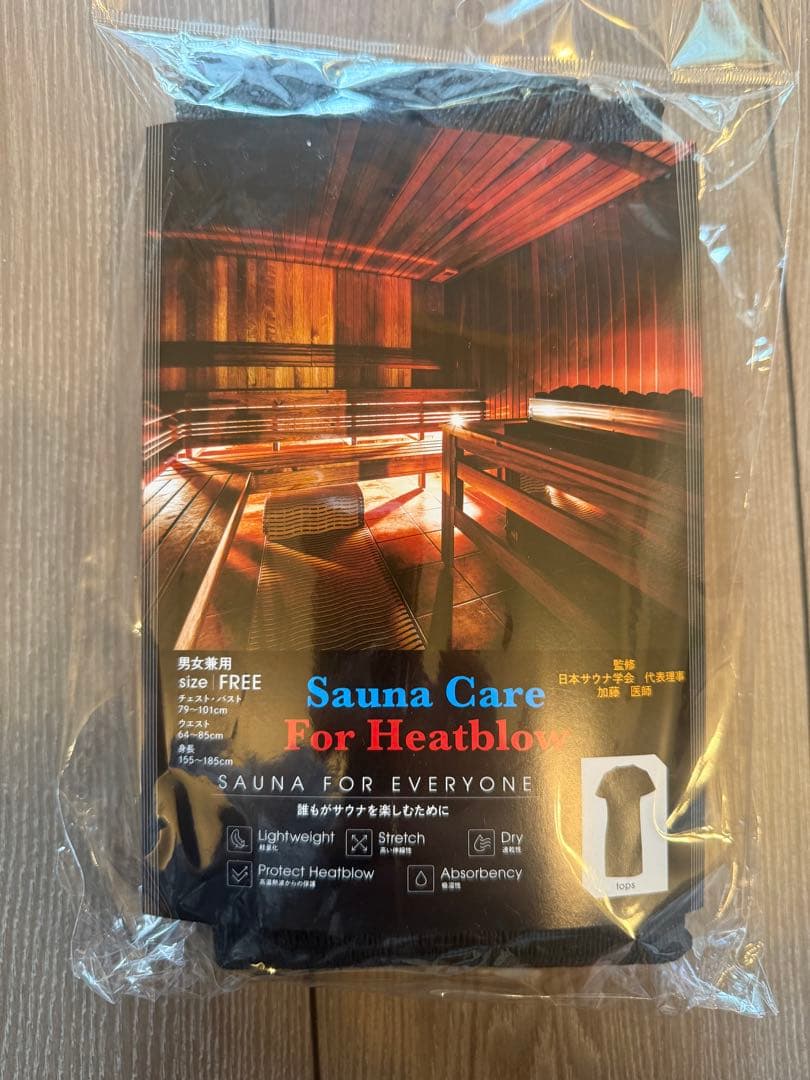 男女兼用
size | FREE
チェスト・バスト
79〜101cm
ウエスト
64〜85cm
身長
155〜185cm
Sauna Care
For Heatblow
監修
日本サウナ学会 代表理事
加藤 医師
SAUNA FOR EVERYONE
誰もがサウナを楽しむために
Lightweight
軽量化
Stretch
高い伸縮性
Dry
速乾性
Protect Heatblow
高温熱波からの保護
Absorbency
吸湿性
tops